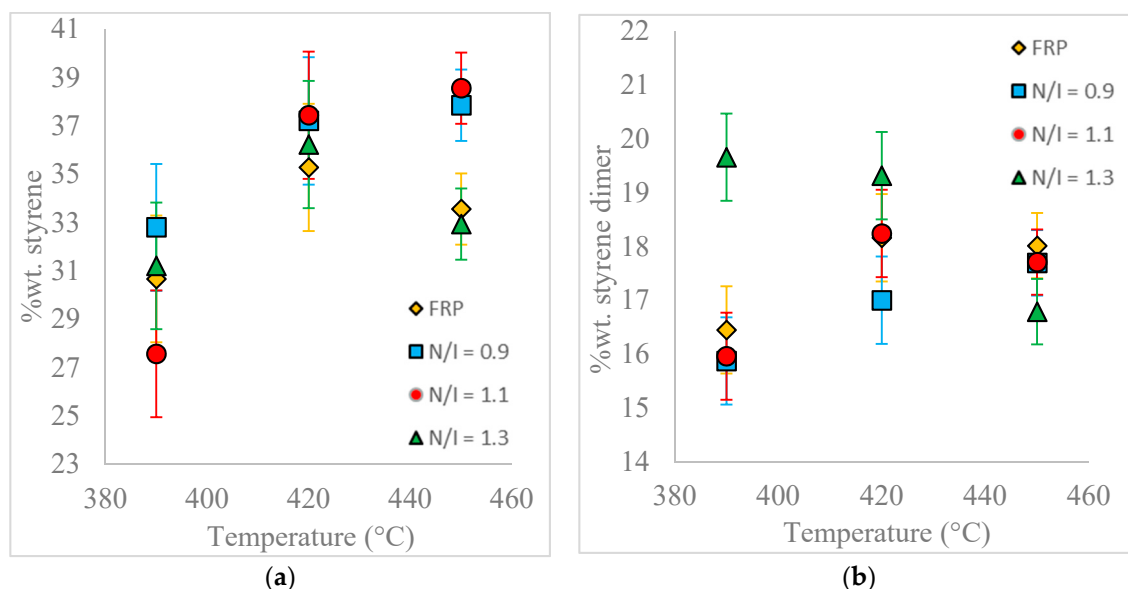 41
39
37
35
33
31
29
27
25
23
%wt. styrene
FRP
N/I = 0.9
N/I = 1.1
N/I = 1.3
380
400
420
440
460
Temperature (°C)
(a)
22
21
20
19
18
17
16
15
14
%wt. styrene dimer
FRP
N/I = 0.9
N/I = 1.1
N/I = 1.3
380
400
420
440
460
Temperature (°C)
(b)